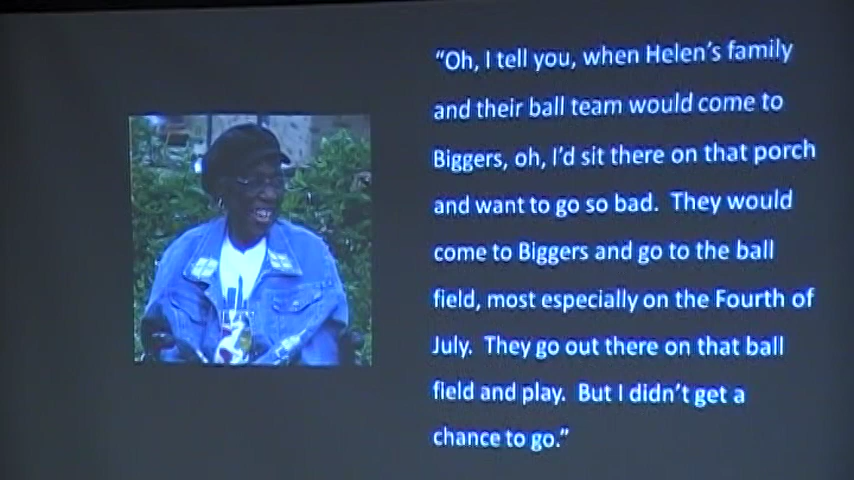 “Oh, I tell you, when Helen’s family
and their ball team would come to
Biggers, oh, I’d sit there on that porch
and want to go so bad.  They would
come to Biggers and go to the ball
field, most especially on the Fourth of
July.  They go out there on that ball
field and play.  But I didn’t get a
chance to go.”